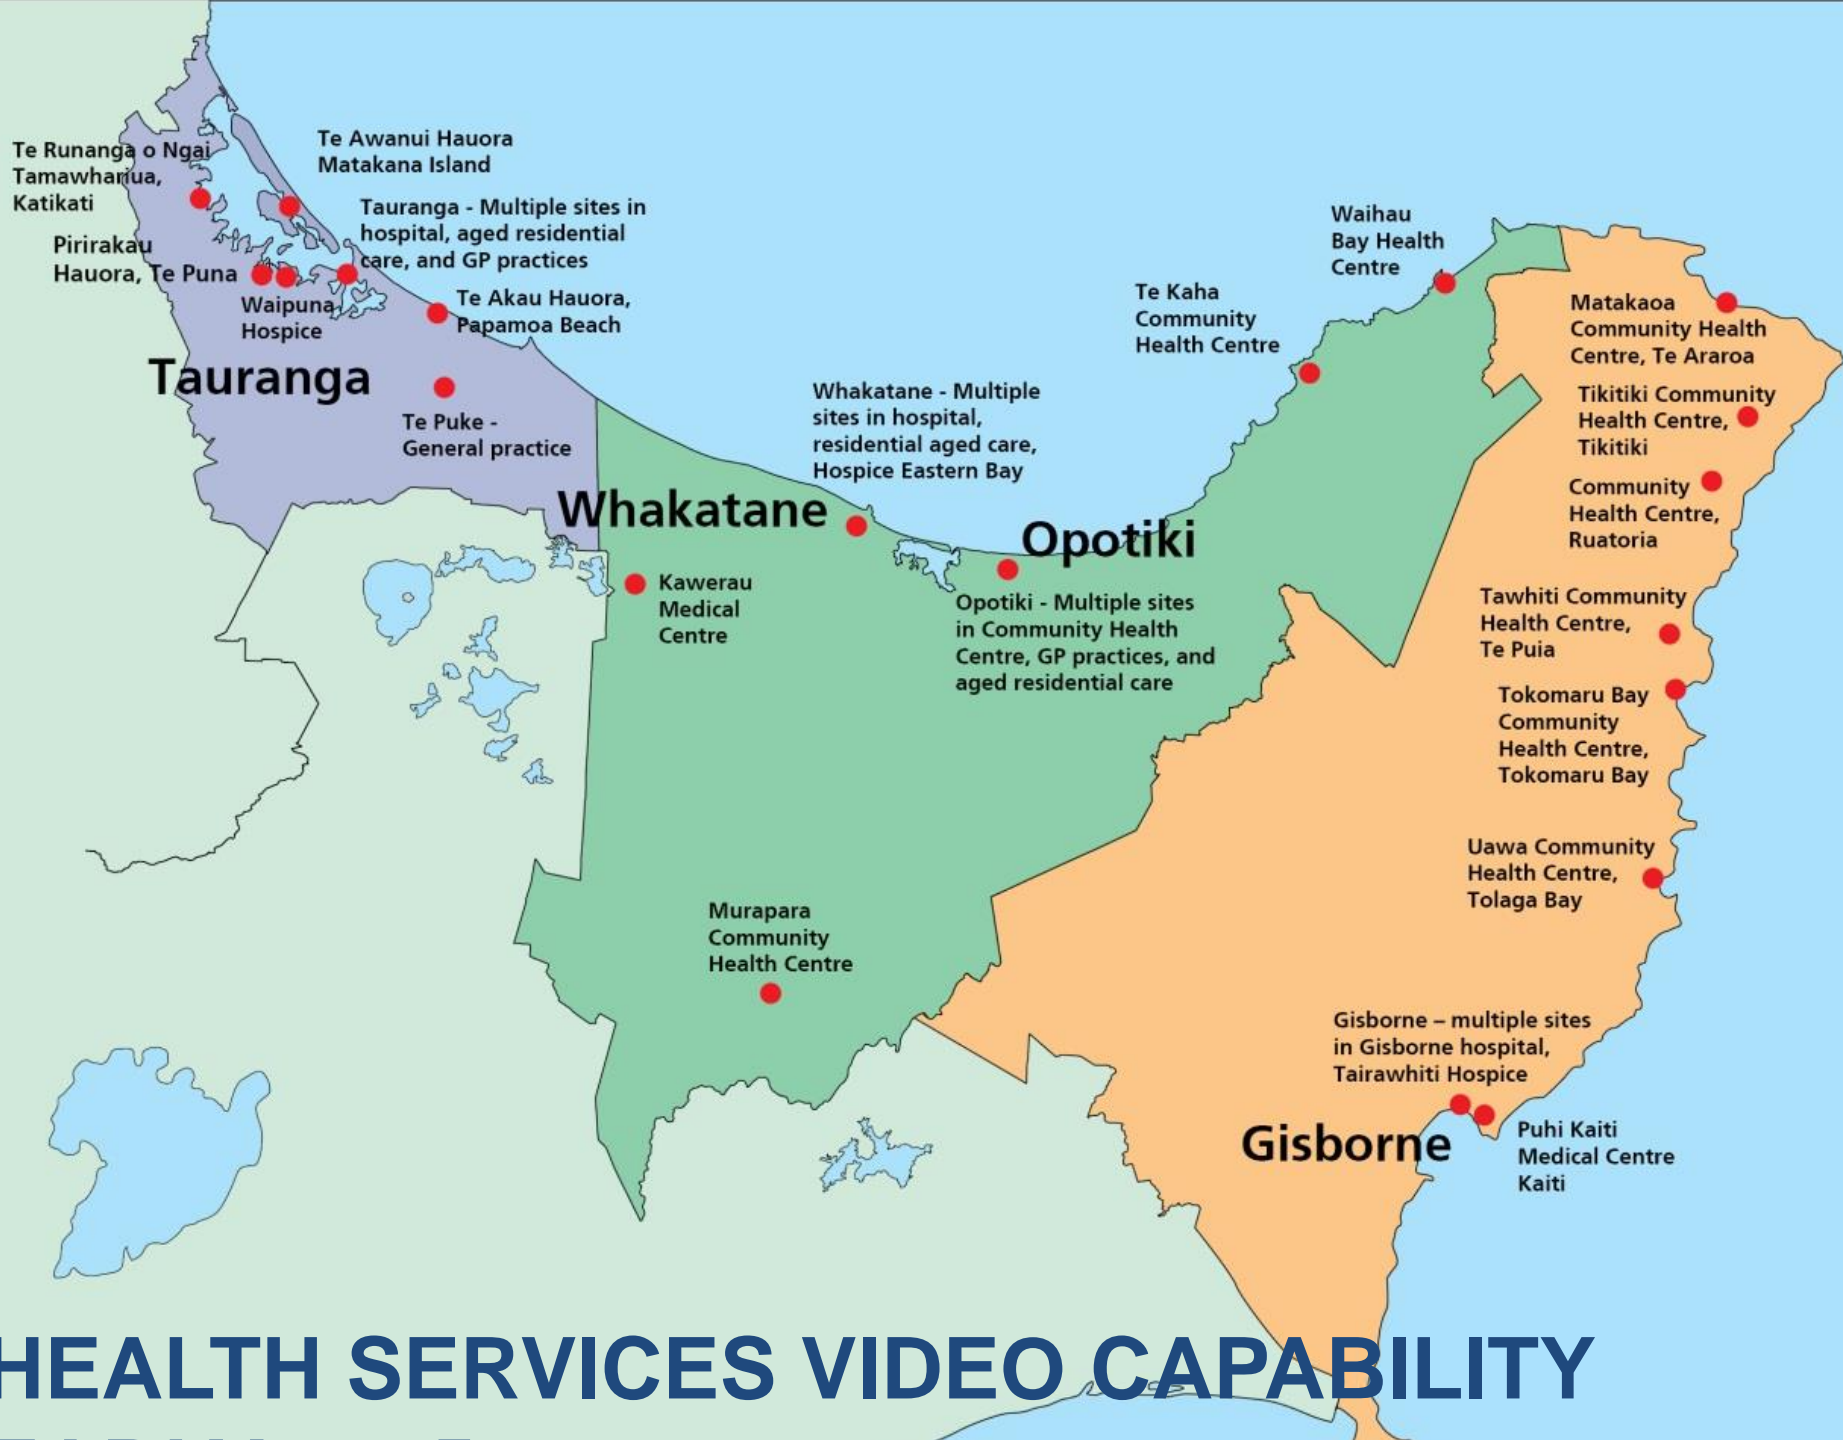 Te Runanga o Ngai
Tamawhariua,
Katikati
Te Awanui Hauora
Matakana Island
Tauranga - Multiple sites in
hospital, aged residential
care, and GP practices
Pirirakau
Hauora, Te Puna
Waipuna
Hospice
Te Akau Hauora,
Papamoa Beach
Tauranga
Te Puke -
General practice
Waihau
Bay Health
Centre
Te Kaha
Community
Health Centre
Matakaoa
Community Health
Centre, Te Araroa
Tikitiki Community
Health Centre,
Tikitiki
Whakatane - Multiple
sites in hospital,
residential aged care,
Hospice Eastern Bay
Whakatane
Opotiki
Community
Health Centre,
Ruatoria
Kawerau
Medical
Centre
Opotiki - Multiple sites
in Community Health
Centre, GP practices, and
aged residential care
Tawhiti Community
Health Centre,
Te Puia
Tokomaru Bay
Community
Health Centre,
Tokomaru Bay
Uawa Community
Health Centre,
Tolaga Bay
Murapara
Community
Health Centre
Gisborne – multiple sites
in Gisborne hospital,
Tairawhiti Hospice
Gisborne
Puhi Kaiti
Medical Centre
Kaiti
HEALTH SERVICES VIDEO CAPABILITY